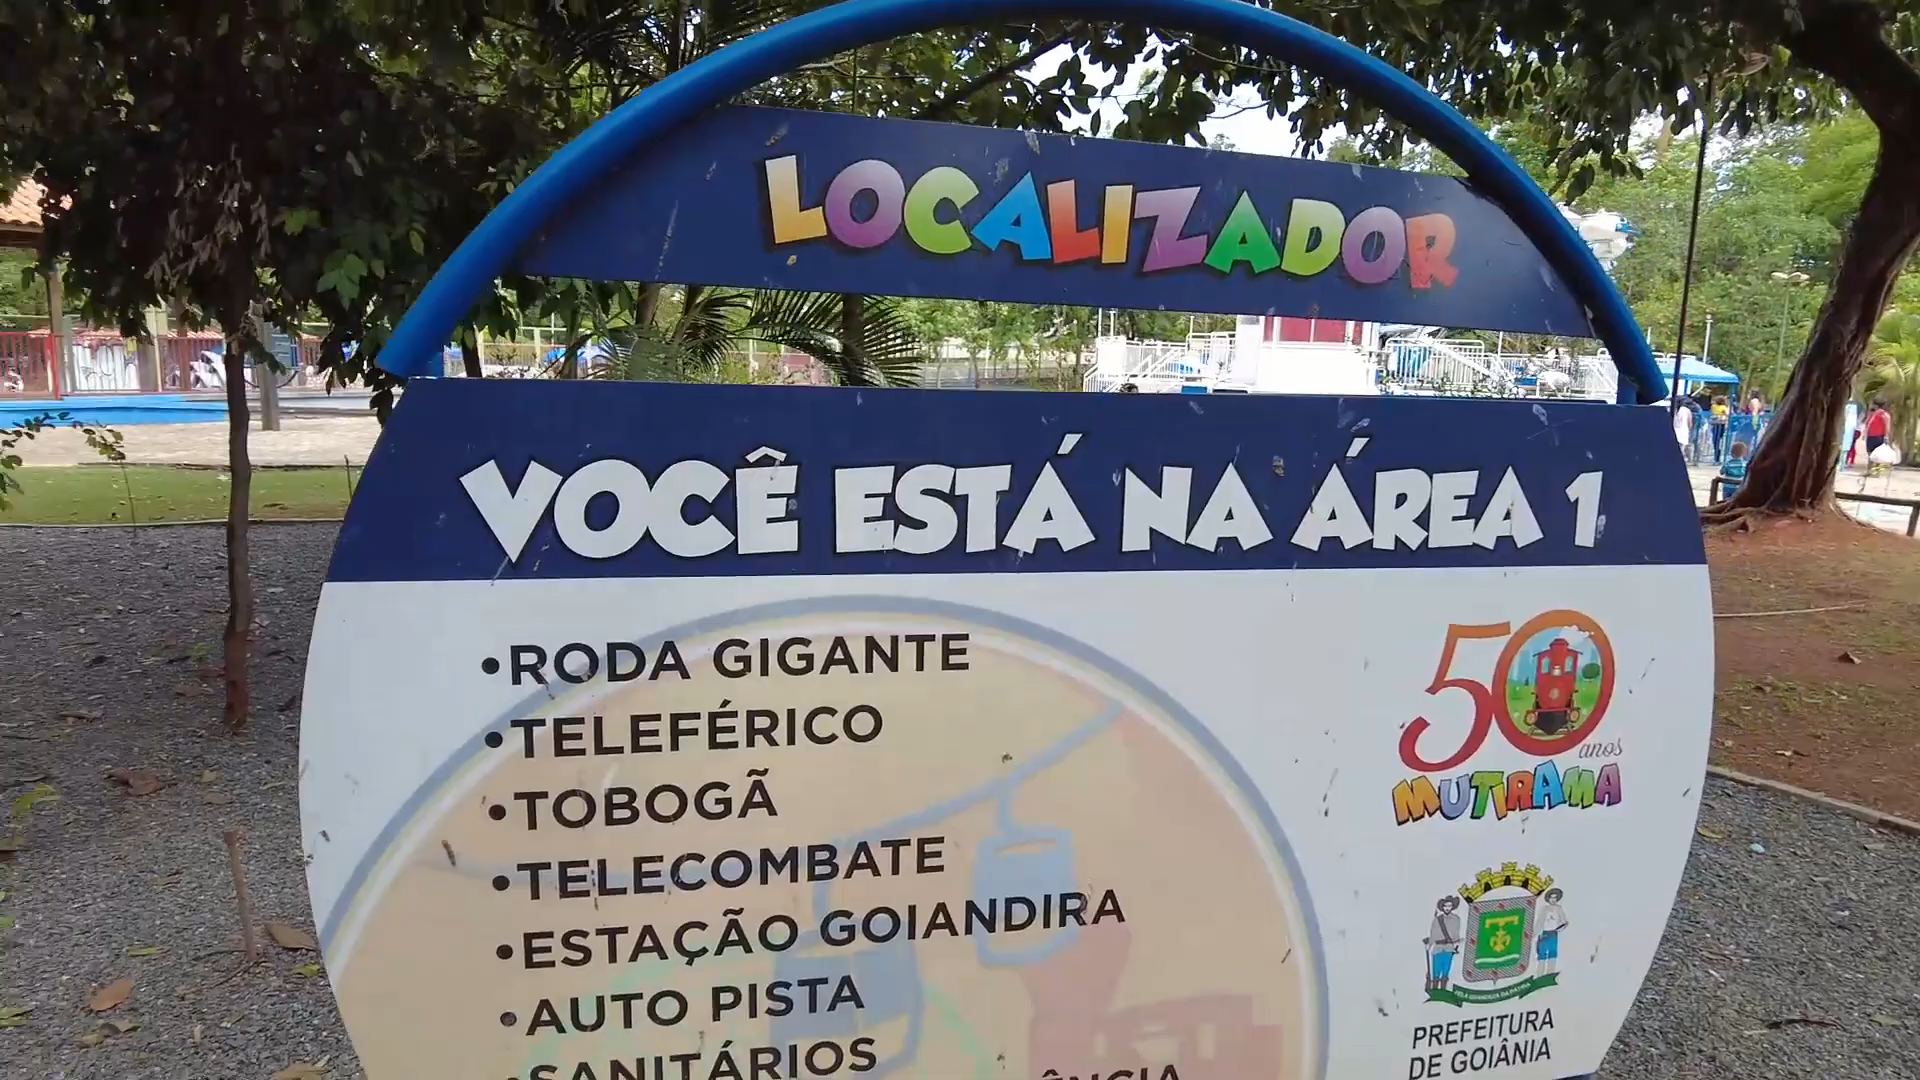 LOCALIZADOR
VOCÊ ESTÁ NA ÁREA 1
•RODA GIGANTE
•TELEFÉRICO
•TOBOGÃ
•TELECOMBATE
•ESTAÇÃO GOIANDIRA
•AUTO PISTA
•SANITÁRIOS
50
anos
MUTIRAMA
PREFEITURA
DE GOIÂNIA